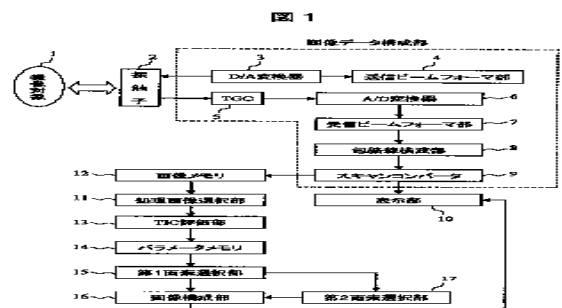 図 1
画像データ構成部
1
2
3
4
撮像対象
探触子
D/A変換器
送信ビームフォーマ部
5
TGC
A/D変換器
6
受信ビームフォーマ部
7
包絡線検波部
8
12
画像メモリ
スキャンコンバータ
9
11
処理画像選択部
表示部
10
13
TIC評価部
14
パラメータメモリ
15
第1画素選択部
17
16
画像構成部
第2画素選択部